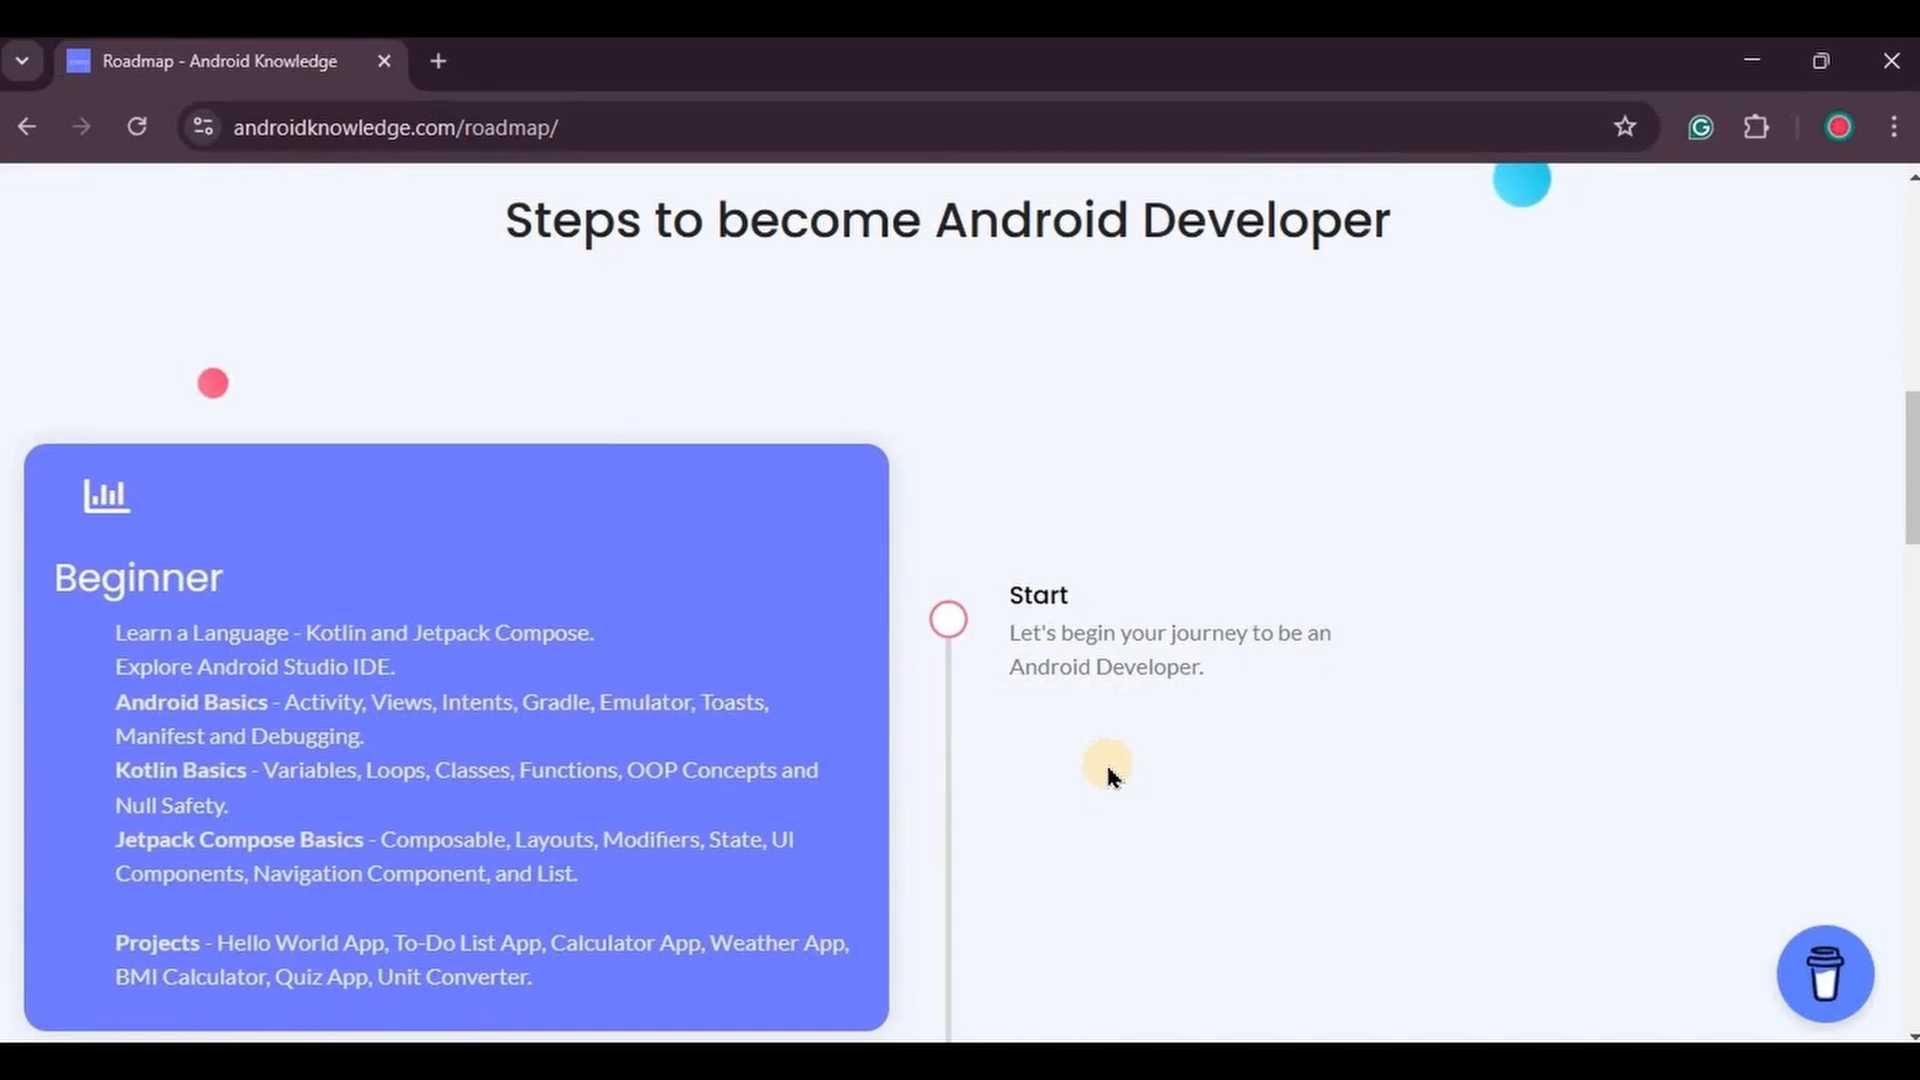 Roadmap - Android Knowledge
androidknowledge.com/roadmap/
Steps to become Android Developer
Beginner
Learn a Language - Kotlin and Jetpack Compose.
Explore Android Studio IDE.
Android Basics - Activity, Views, Intents, Gradle, Emulator, Toasts,
Manifest and Debugging.
Kotlin Basics - Variables, Loops, Classes, Functions, OOP Concepts and
Null Safety.
Jetpack Compose Basics - Composable, Layouts, Modifiers, State, UI
Components, Navigation Component, and List.
Projects - Hello World App, To-Do List App, Calculator App, Weather App,
BMI Calculator, Quiz App, Unit Converter.
Start
Let's begin your journey to be an
Android Developer.